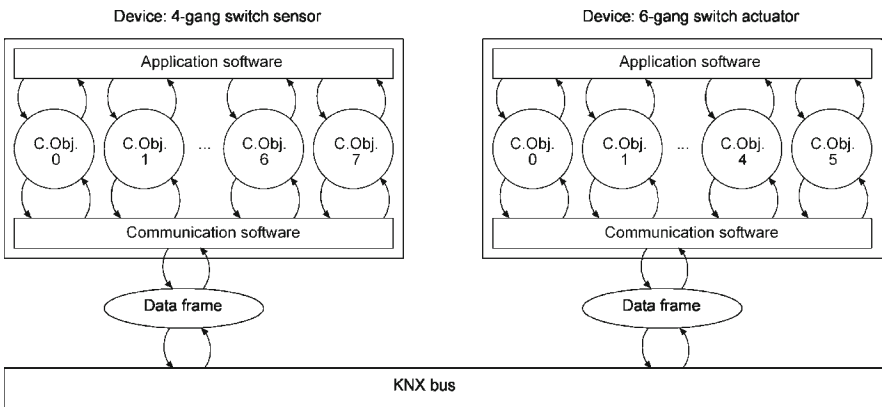 Device: 4-gang switch sensor
Application software
C.Obj.
0
C.Obj.
1
...
C.Obj.
6
C.Obj.
7
Communication software
Data frame
Device: 6-gang switch actuator
Application software
C.Obj.
0
C.Obj.
1
...
C.Obj.
4
C.Obj.
5
Communication software
Data frame
KNX bus